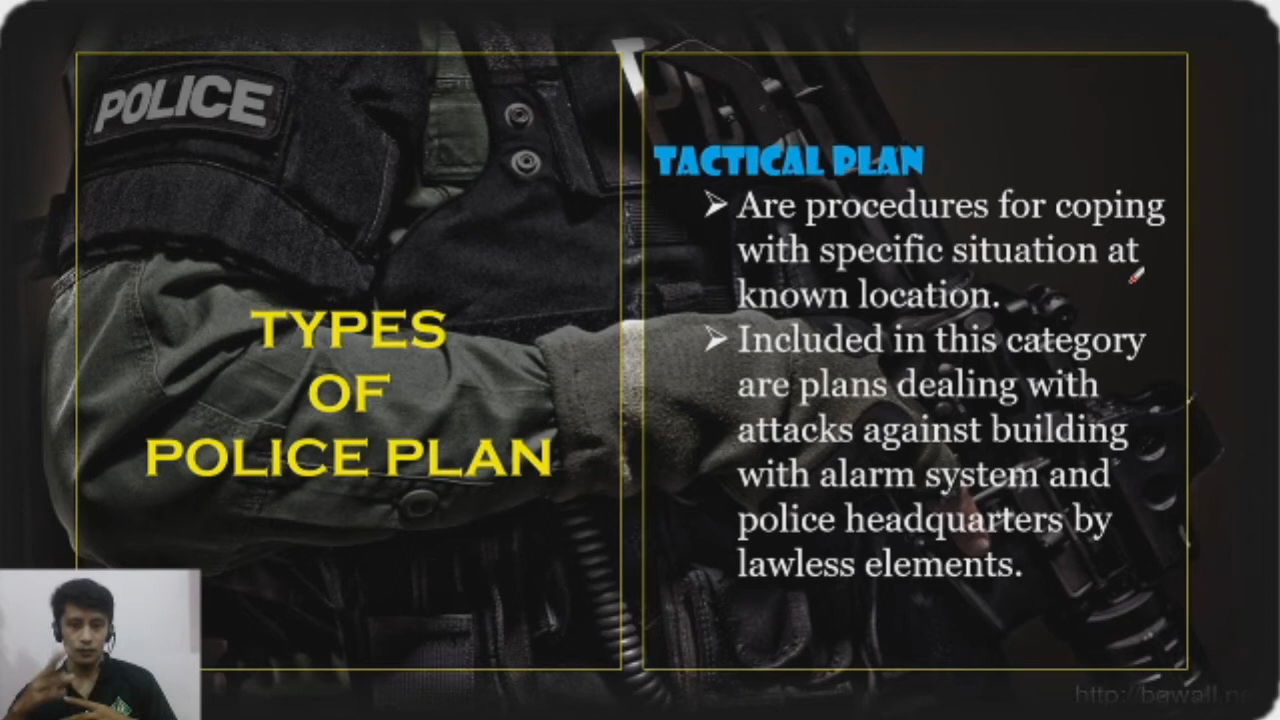 POLICE
TYPES
OF
POLICE PLAN
TACTICAL PLAN
➢ Are procedures for coping
with specific situation at
known location.
➢ Included in this category
are plans dealing with
attacks against building
with alarm system and
police headquarters by
lawless elements.